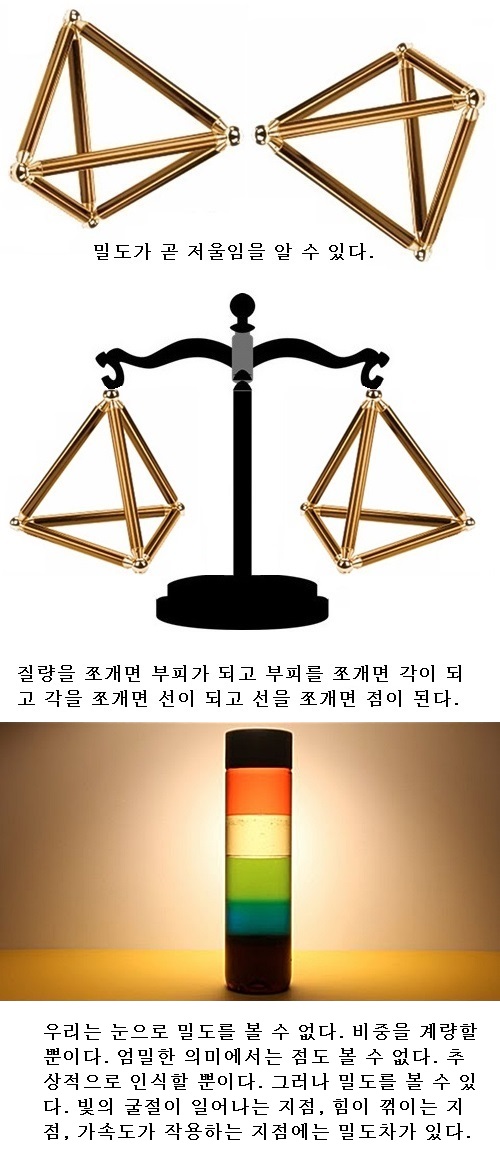 밀도가 곧 저울임을 알 수 있다.
질량을 쪼개면 부피가 되고 부피를 쪼개면 각이 되
고 각을 쪼개면 선이 되고 선을 쪼개면 점이 된다.
우리는 눈으로 밀도를 볼 수 없다. 비중을 계량할
뿐이다. 엄밀한 의미에서는 점도 볼 수 없다. 추
상적으로 인식할 뿐이다. 그러나 밀도를 볼 수 있
다. 빛의 굴절이 일어나는 지점, 힘이 꺾이는 지
점, 가속도가 작용하는 지점에는 밀도차가 있다.